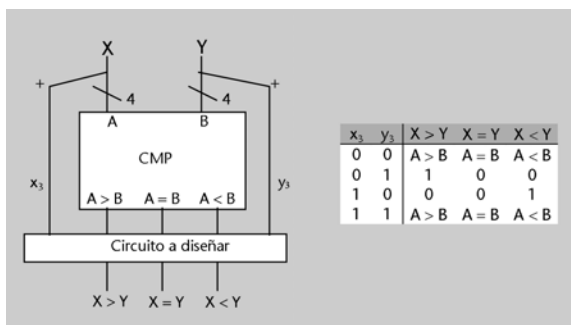 X Y
+ +
4 4
A B
CMP
x₃ y₃
A > B A = B A < B
Circuito a diseñar
X > Y X = Y X < Y
x₃ y₃ X > Y X = Y X < Y
0 0 A > B A = B A < B
0 1 1 0 0
1 0 0 0 1
1 1 A > B A = B A < B